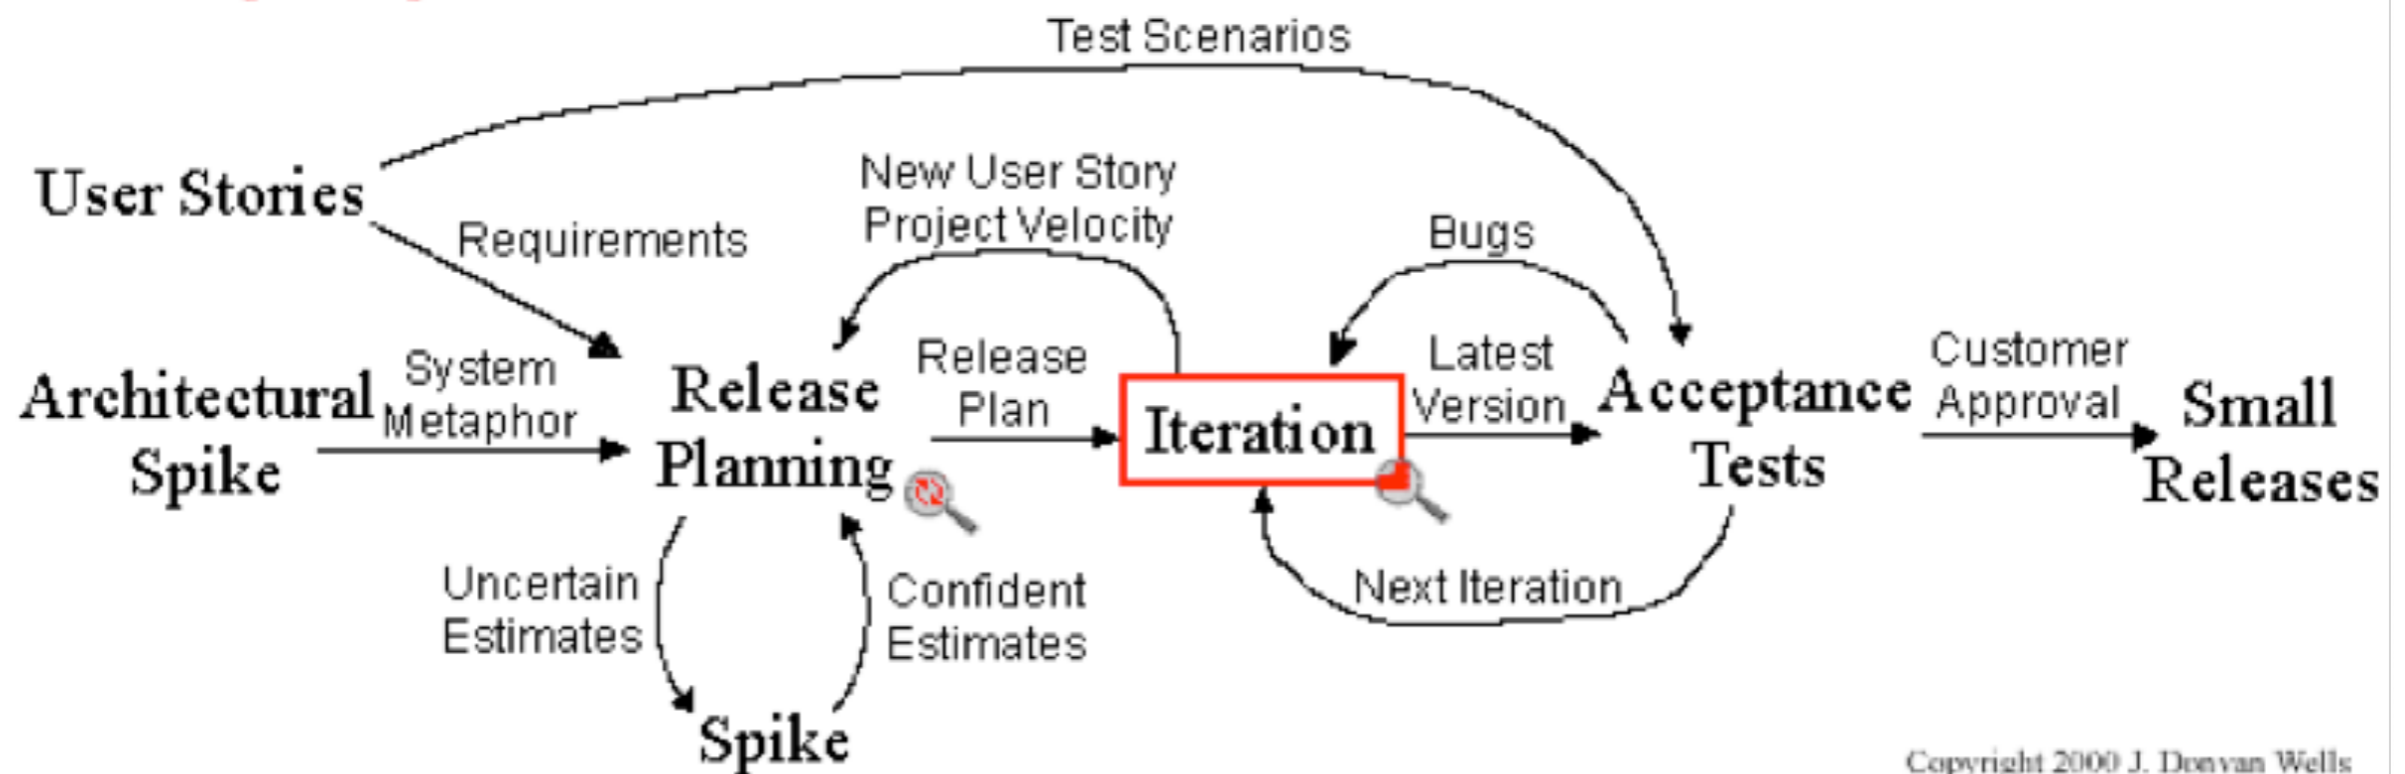 Test Scenarios
User Stories
Requirements
New User Story
Project Velocity
Bugs
Architectural
Spike
System
Metaphor
Release
Planning
Release
Plan
Iteration
Latest
Version
Acceptance
Tests
Customer
Approval
Small
Releases
Uncertain
Estimates
Confident
Estimates
Next Iteration
Spike
Copyright 2000 J. Donvan Wells